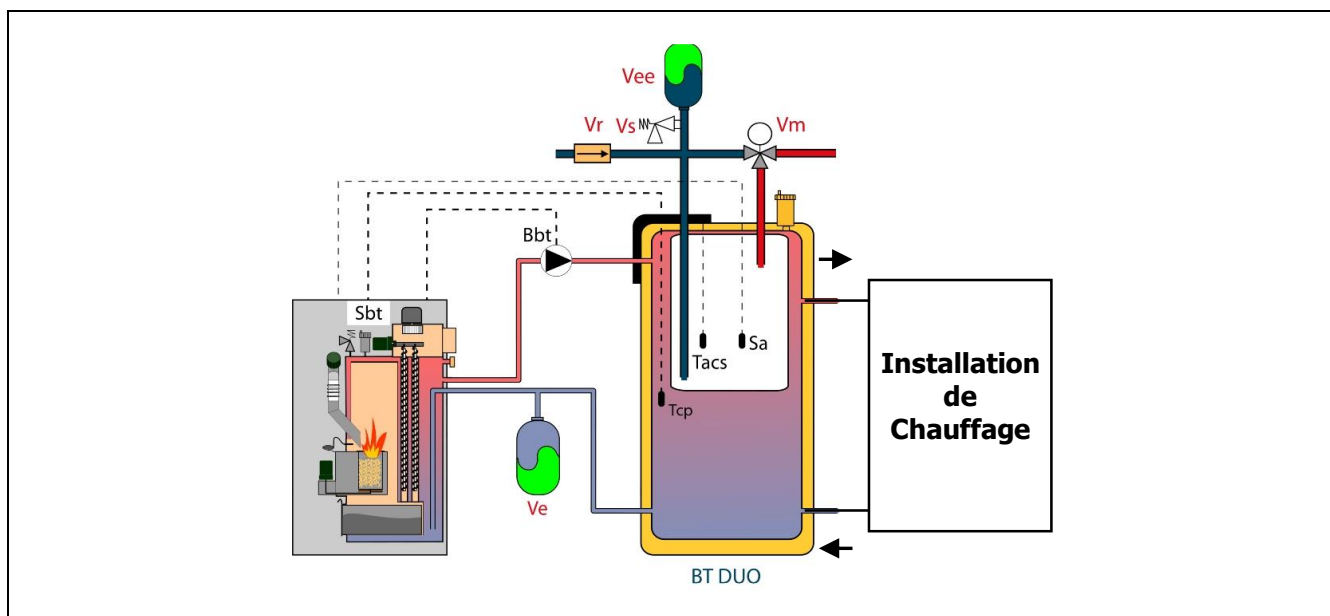 Vee
Vr
Vs
Vm
Bbt
Sbt
Tacs
Sa
Tcp
Ve
Installation
de
Chauffage
BT DUO